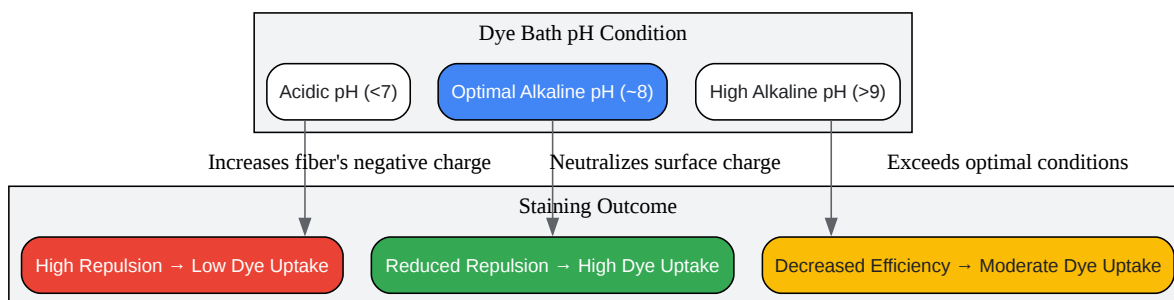 Dye Bath pH Condition
Acidic pH (<7)
Optimal Alkaline pH (~8)
High Alkaline pH (>9)
Increases fiber's negative charge
Neutralizes surface charge
Exceeds optimal conditions
Staining Outcome
High Repulsion → Low Dye Uptake
Reduced Repulsion → High Dye Uptake
Decreased Efficiency → Moderate Dye Uptake